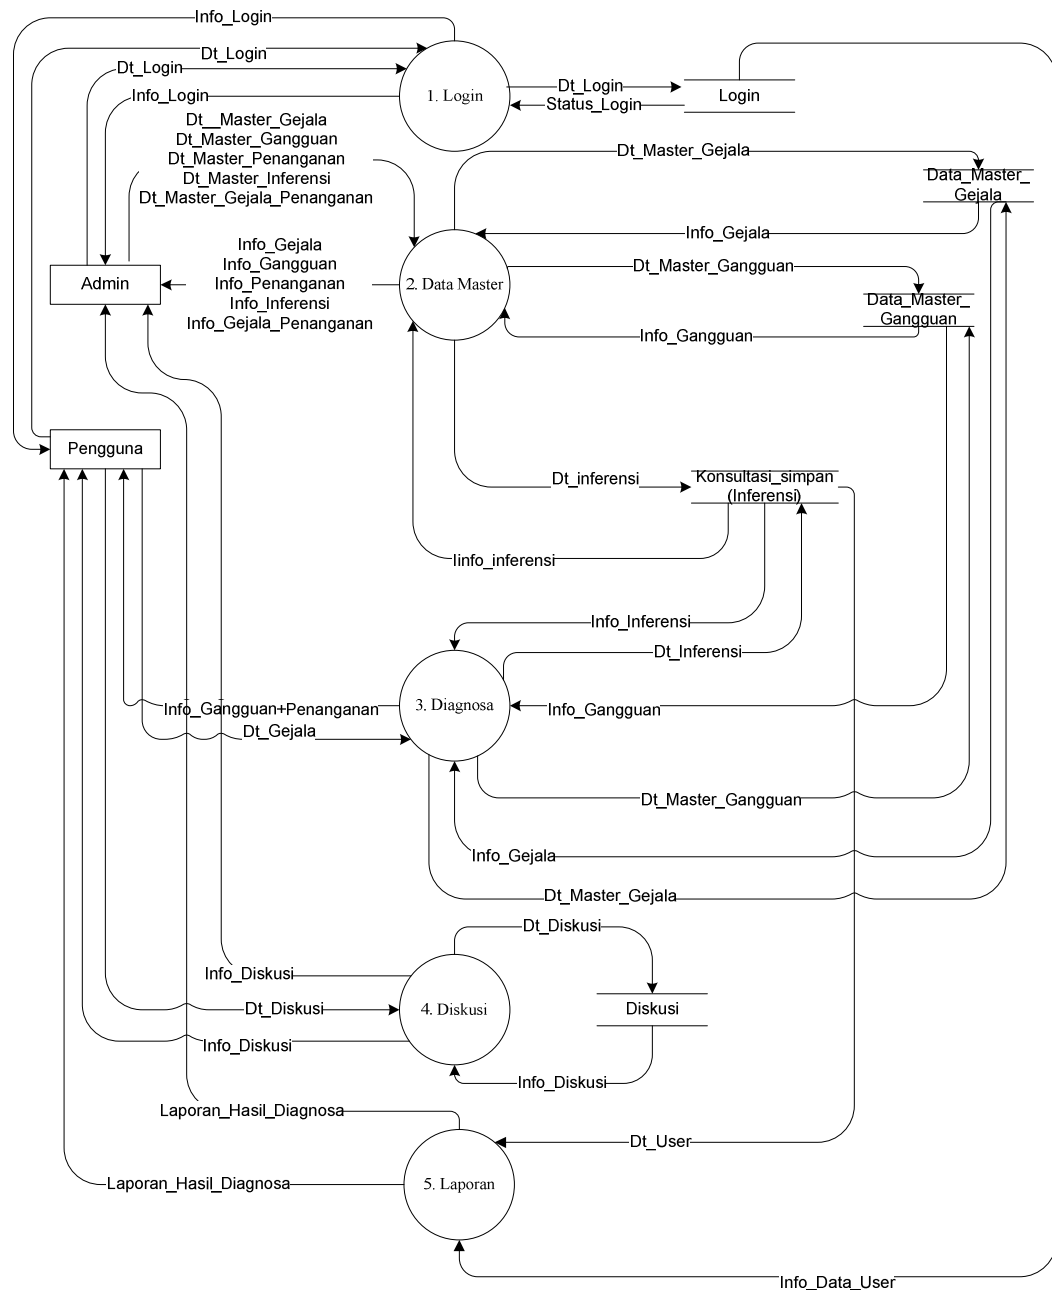 Info_Login
Dt_Login
Dt_Login
Info_Login
1. Login
Dt_Login
Status_Login
Login
Dt__Master_Gejala
Dt_Master_Gangguan
Dt_Master_Penanganan
Dt_Master_Inferensi
Dt_Master_Gejala_Penanganan
Dt_Master_Gejala
Data_Master_
Gejala
Info_Gejala
Admin
Info_Gejala
Info_Gangguan
Info_Penanganan
Info_Inferensi
Info_Gejala_Penanganan
2. Data Master
Dt_Master_Gangguan
Data_Master_
Gangguan
Info_Gangguan
Pengguna
Dt_inferensi
Konsultasi_simpan
(Inferensi)
Iinfo_inferensi
Info_Inferensi
Dt_Inferensi
Info_Gangguan+Penanganan
3. Diagnosa
Info_Gangguan
Dt_Gejala
Dt_Master_Gangguan
Info_Gejala
Dt_Master_Gejala
Dt_Diskusi
Info_Diskusi
Dt_Diskusi
4. Diskusi
Diskusi
Info_Diskusi
Info_Diskusi
Laporan_Hasil_Diagnosa
Dt_User
Laporan_Hasil_Diagnosa
5. Laporan
Info_Data_User